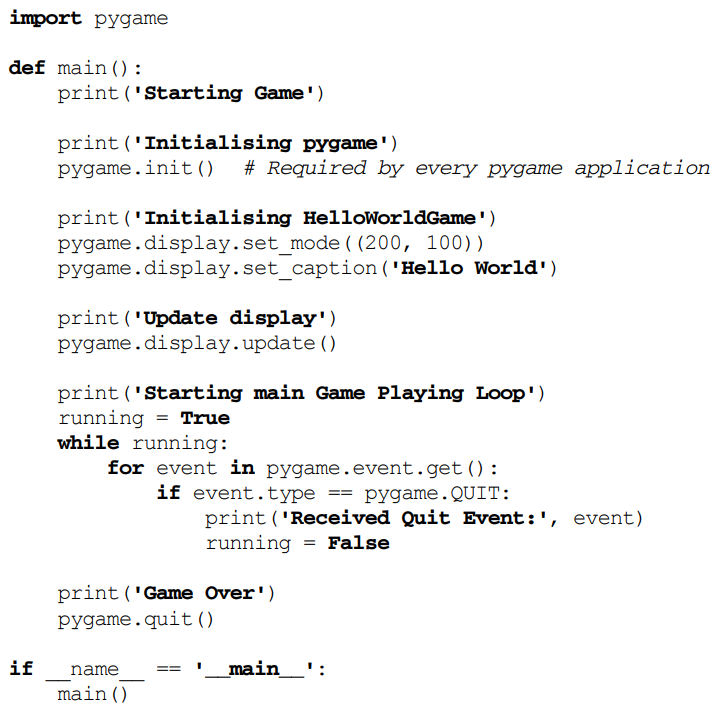 import pygame

def main():
    print('Starting Game')

    print('Initialising pygame')
    pygame.init()  # Required by every pygame application

    print('Initialising HelloWorldGame')
    pygame.display.set_mode((200, 100))
    pygame.display.set_caption('Hello World')

    print('Update display')
    pygame.display.update()

    print('Starting main Game Playing Loop')
    running = True
    while running:
        for event in pygame.event.get():
            if event.type == pygame.QUIT:
                print('Received Quit Event:', event)
                running = False

    print('Game Over')
    pygame.quit()

if __name__ == '__main__':
    main()